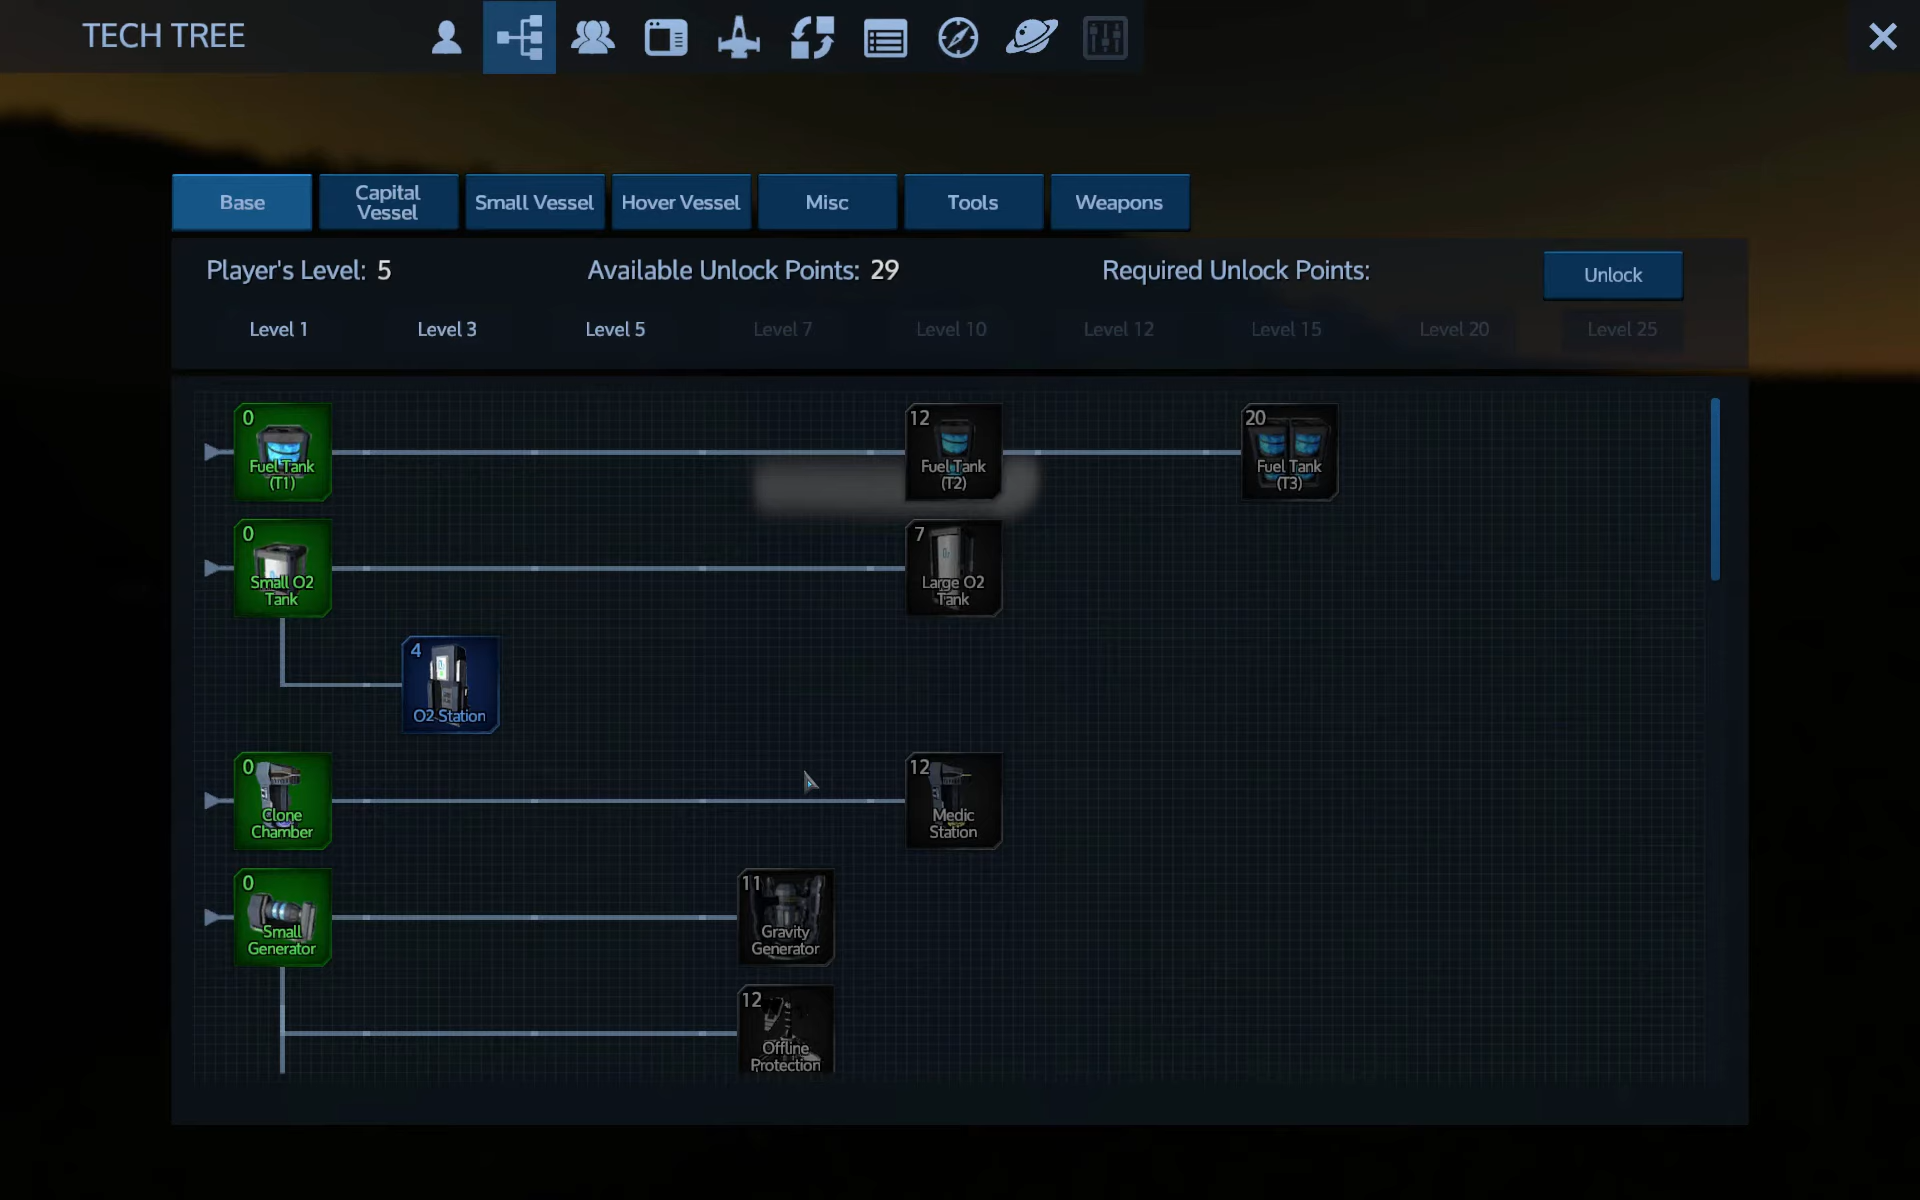 TECH TREE
Base
Capital
Vessel
Small Vessel
Hover Vessel
Misc
Tools
Weapons
Player's Level: 5
Available Unlock Points: 29
Required Unlock Points:
Unlock
Level 1
Level 3
Level 5
Level 7
Level 10
Level 12
Level 15
Level 20
Level 25
0
Fuel Tank
(T1)
12
Fuel Tank
(T2)
20
Fuel Tank
(T3)
0
Small O2
Tank
7
Large O2
Tank
4
O2 Station
0
Clone
Chamber
12
Medic
Station
0
Small
Generator
11
Gravity
Generator
12
Offline
Protection